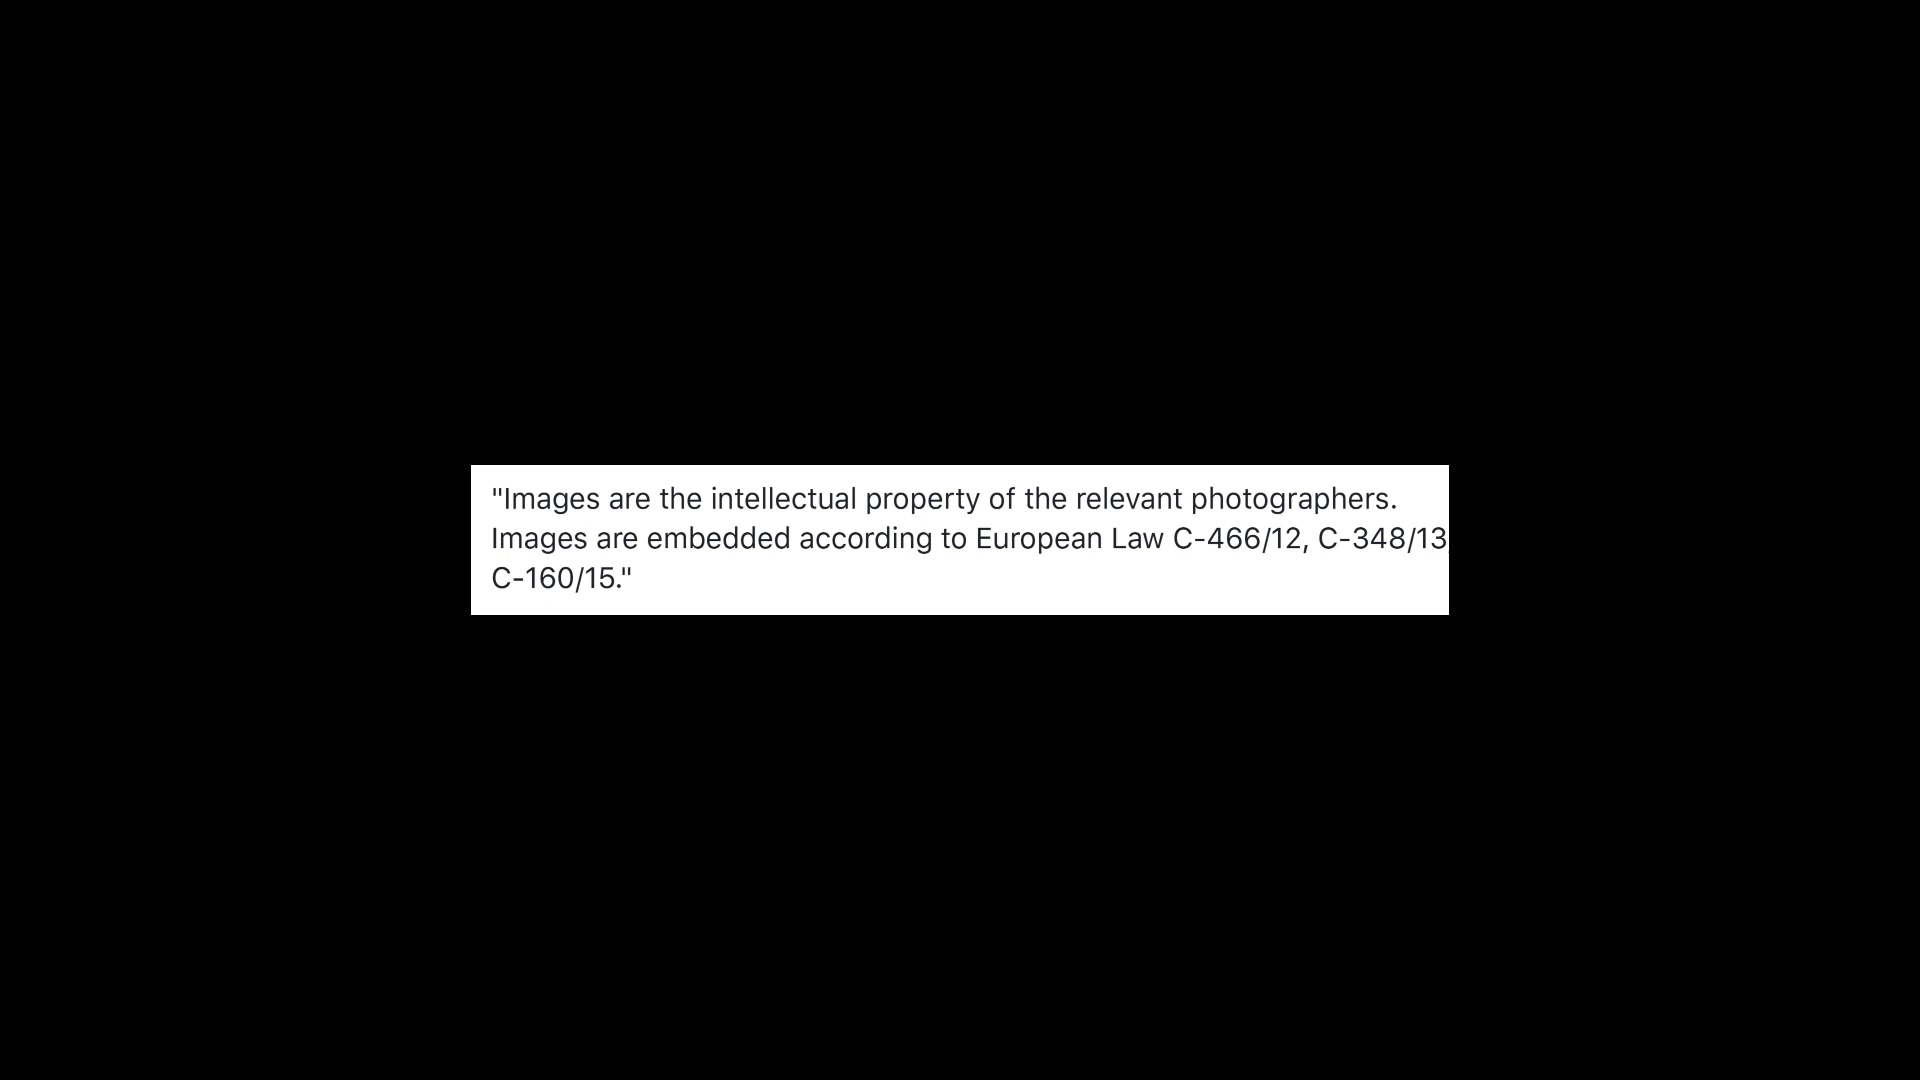 "Images are the intellectual property of the relevant photographers.
Images are embedded according to European Law C-466/12, C-348/13,
C-160/15."